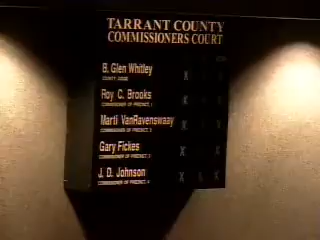 TARRANT COUNTY
COMMISSIONERS COURT
B. Glen Whitley
COUNTY JUDGE
X
Roy C. Brooks
COMMISSIONER OF PRECINCT, 1
X X
Marti VanRavenswaay
COMMISSIONER OF PRECINCT, 2
X X
Gary Fickes
COMMISSIONER OF PRECINCT, 3
X X
J. D. Johnson
COMMISSIONER OF PRECINCT, 4
X X X